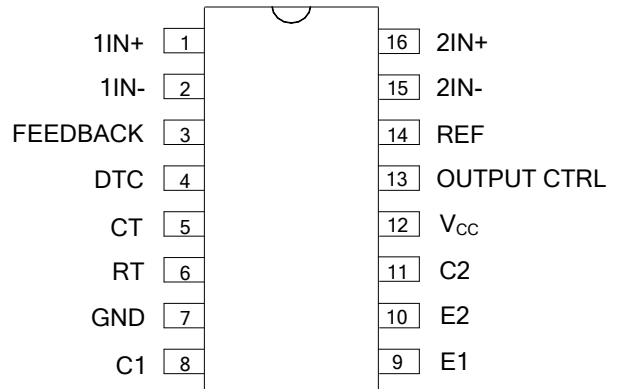 1IN+ 1 16 2IN+
1IN- 2 15 2IN-
FEEDBACK 3 14 REF
DTC 4 13 OUTPUT CTRL
CT 5 12 VCC
RT 6 11 C2
GND 7 10 E2
C1 8 9 E1